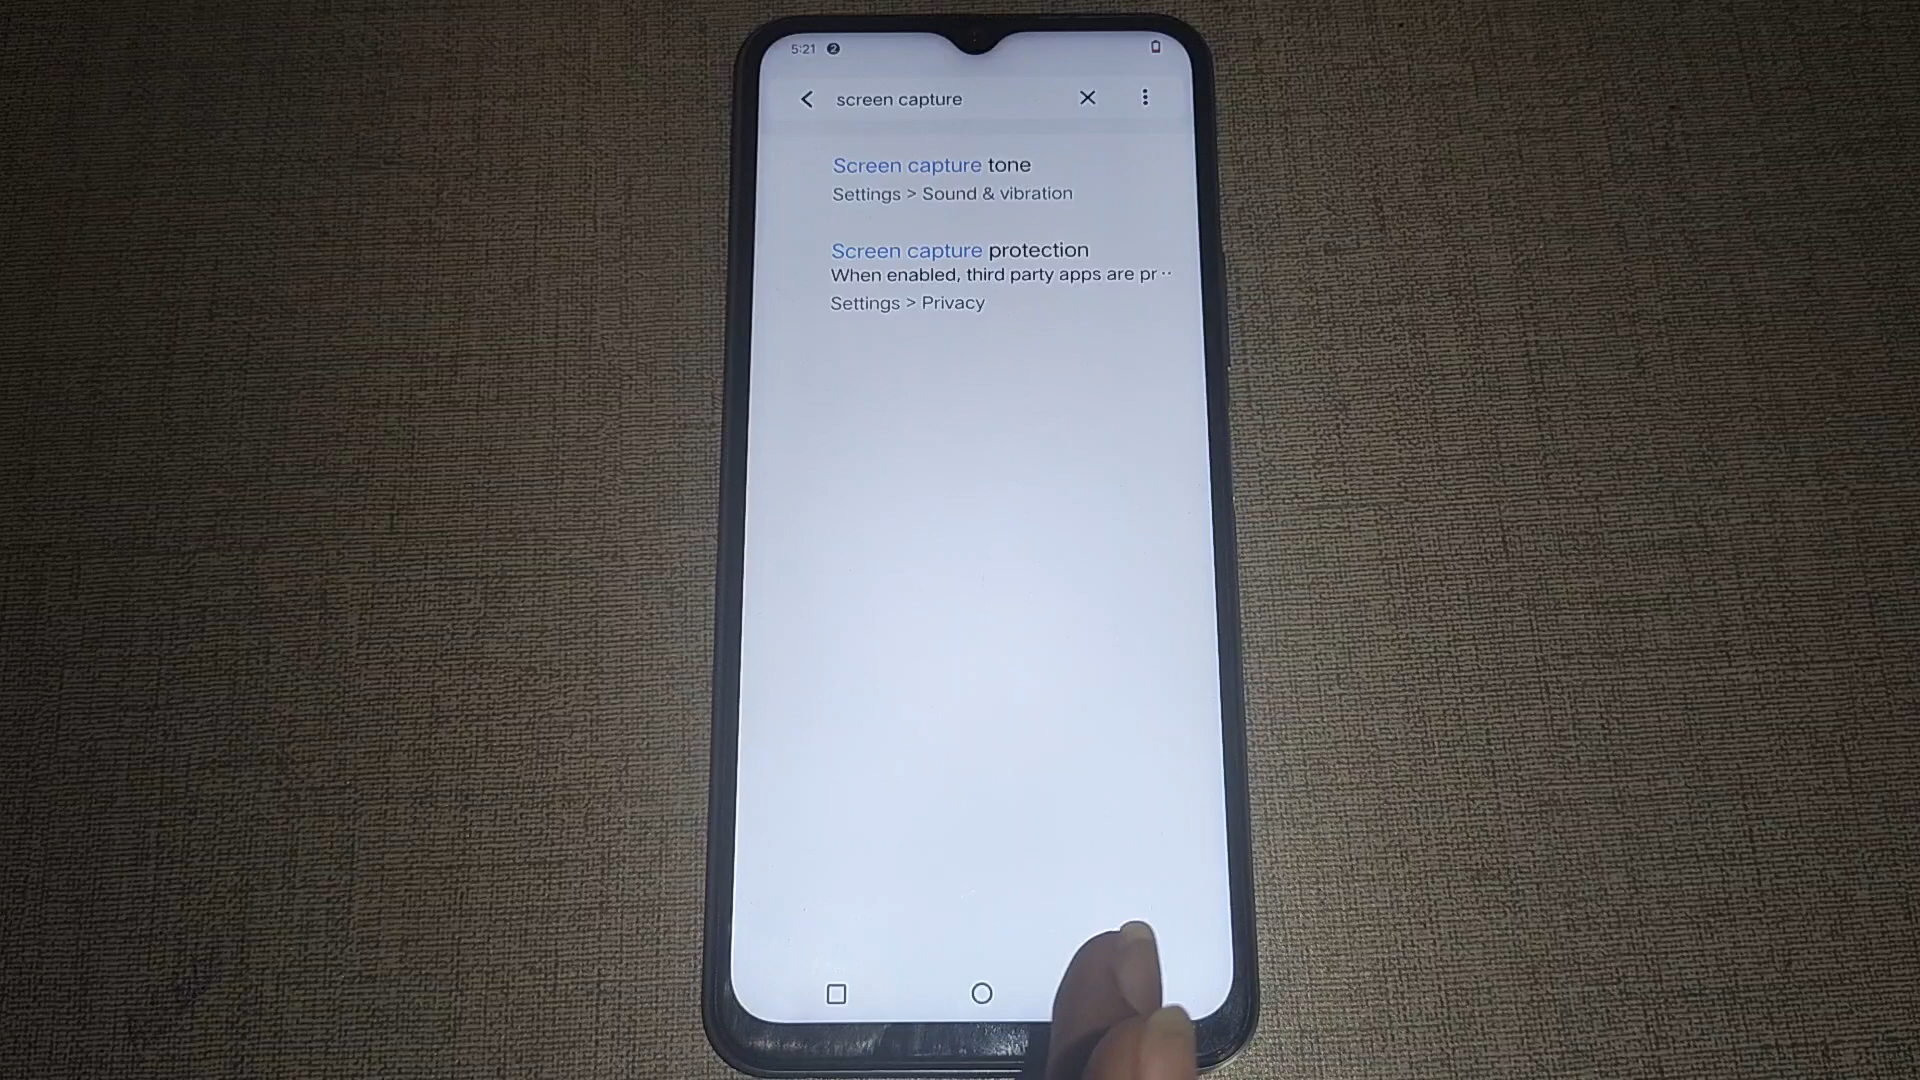 5:21 2
screen capture
Screen capture tone
Settings > Sound & vibration
Screen capture protection
When enabled, third party apps are pr··
Settings > Privacy